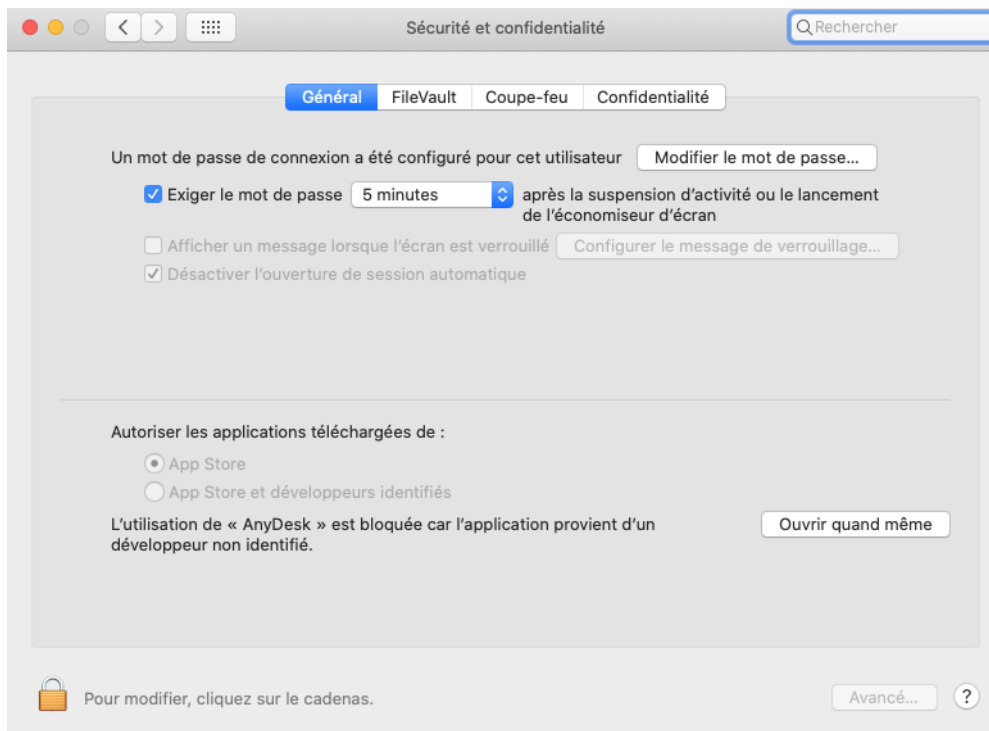 Sécurité et confidentialité
Rechercher
Général FileVault Coupe-feu Confidentialité
Un mot de passe de connexion a été configuré pour cet utilisateur Modifier le mot de passe...
Exiger le mot de passe 5 minutes après la suspension d'activité ou le lancement
de l'économiseur d'écran
Afficher un message lorsque l'écran est verrouillé Configurer le message de verrouillage...
Désactiver l'ouverture de session automatique
Autoriser les applications téléchargées de :
App Store
App Store et développeurs identifiés
L'utilisation de « AnyDesk » est bloquée car l'application provient d'un
développeur non identifié.
Ouvrir quand même
Pour modifier, cliquez sur le cadenas.
Avancé... ?